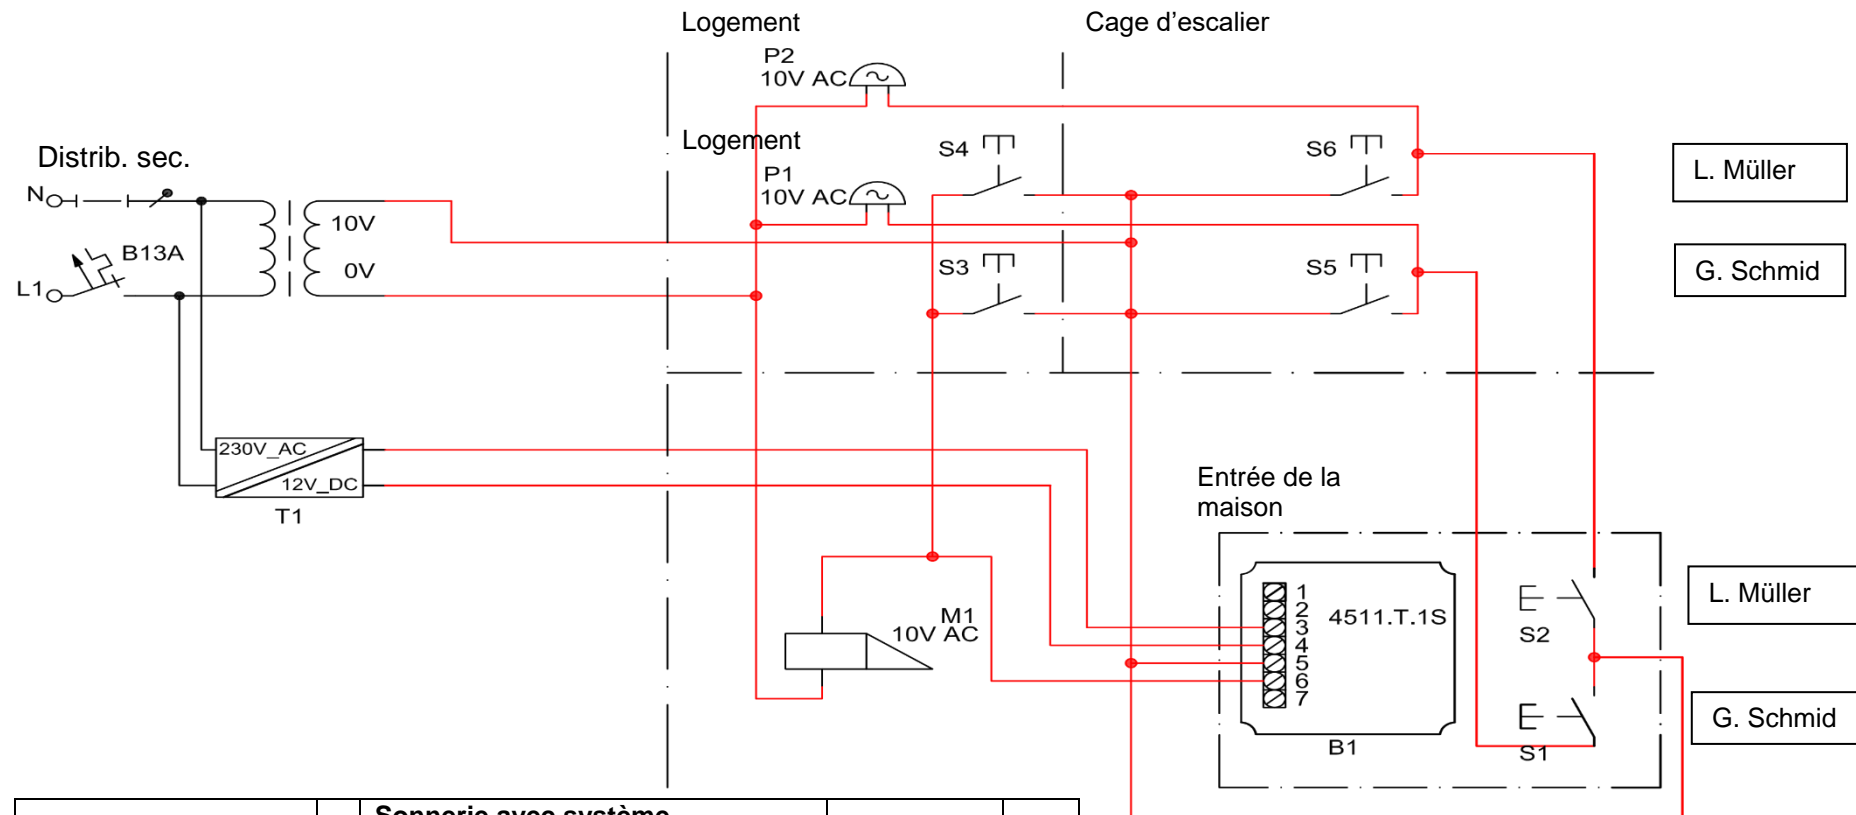 Logement
Cage d'escalier
P2
10V AC
Logement
S4
S6
Distrib. sec.
L. Müller
P1
10V AC
N
10V
B13A
0V
S3
S5
G. Schmid
L1
230V_AC
12V_DC
T1
Entrée de la
maison
1
2
3
4
5
6
7
4511.T.1S
B1
M1
10V AC
S2
L. Müller
S1
G. Schmid
Sonnerie avec système